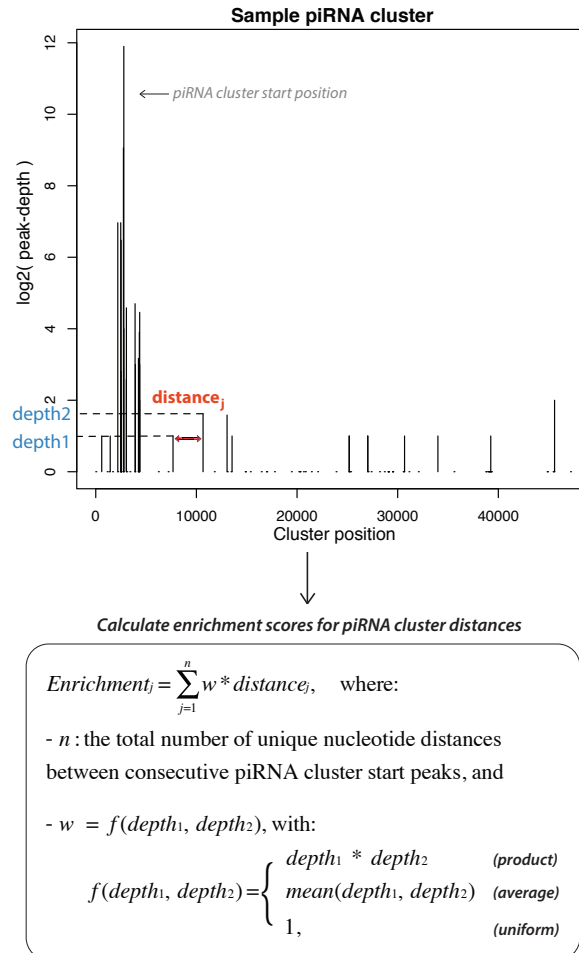 Sample piRNA cluster
12
10
8
6
4
2
0
log2( peak-depth )
piRNA cluster start position
distancej
depth2
depth1
0 10000 20000 30000 40000
Cluster position
Calculate enrichment scores for piRNA cluster distances
Enrichmentj = ∑ w * distancej, where:
n
j=1
- n : the total number of unique nucleotide distances
between consecutive piRNA cluster start peaks, and
- w = f(depth1, depth2), with:
depth1 * depth2 (product)
f(depth1, depth2) = { mean(depth1, depth2) (average)
1, (uniform)